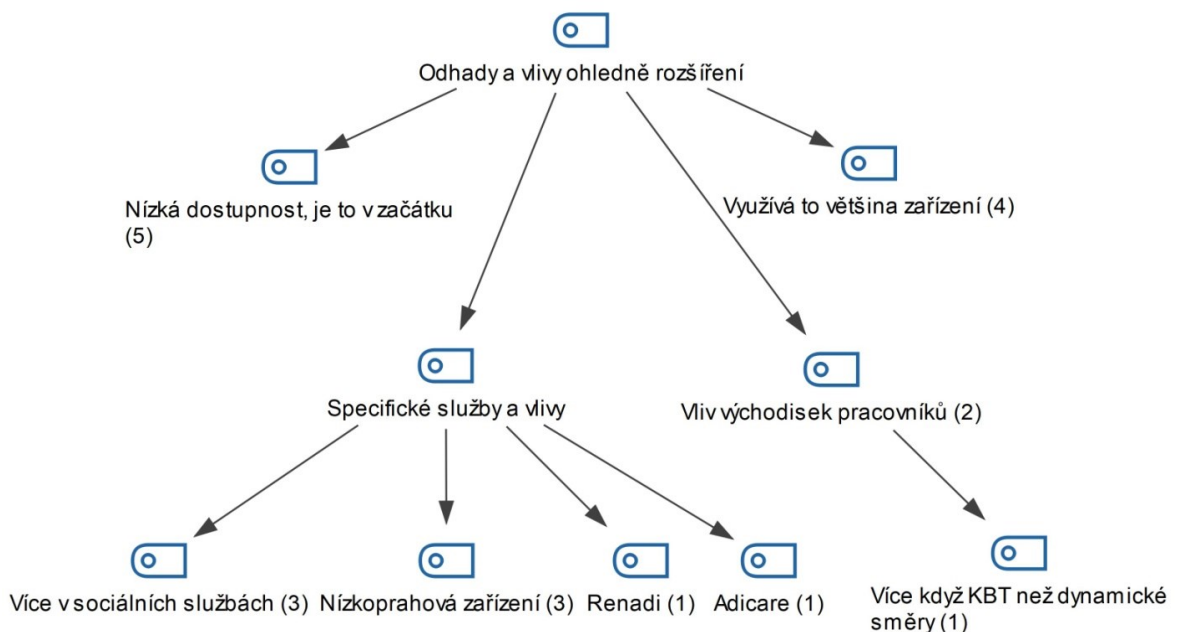 Odhady a vlivy ohledně rozšíření
Nízká dostupnost, je to v začátku
(5)
Využívá to většina zařízení (4)
Specifické služby a vlivy
Vliv východisek pracovníků (2)
Více v sociálních službách (3)
Nízkoprahová zařízení (3)
Renadi (1)
Adicare (1)
Více když KBT než dynamické
směry (1)